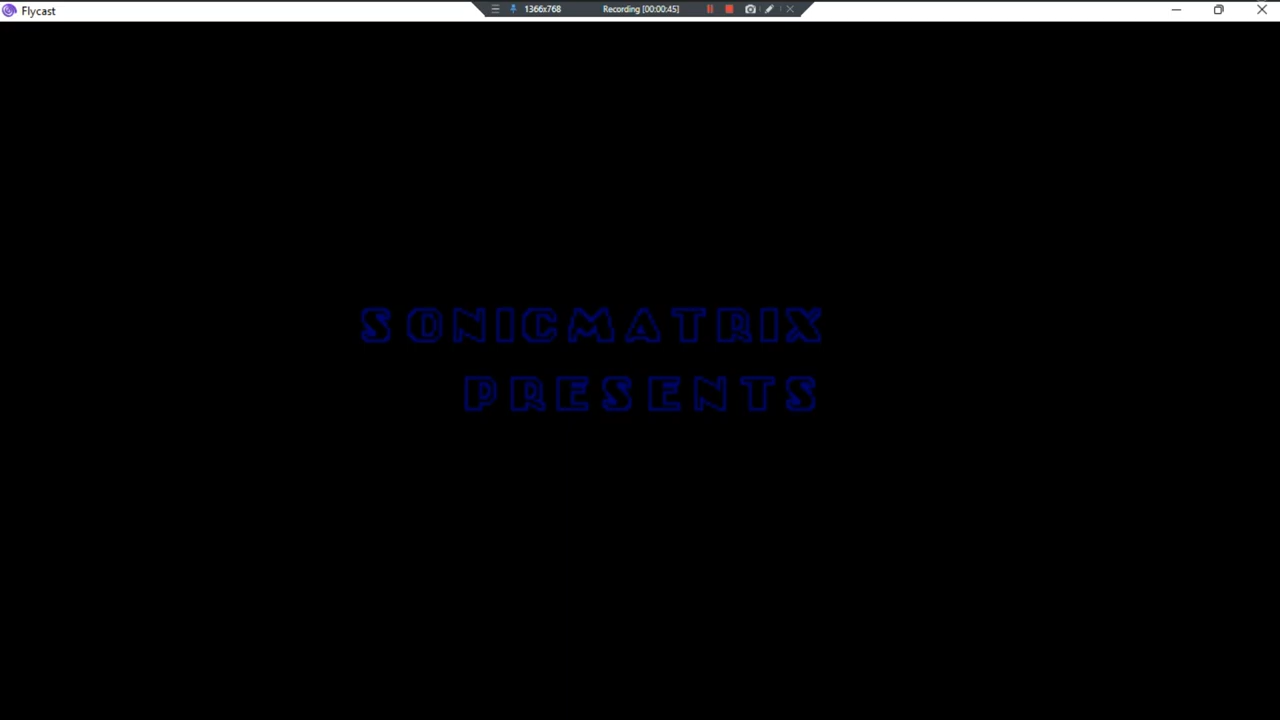 Flycast
1366x768
Recording [00:00:45]
SONICMATRIX
PRESENTS